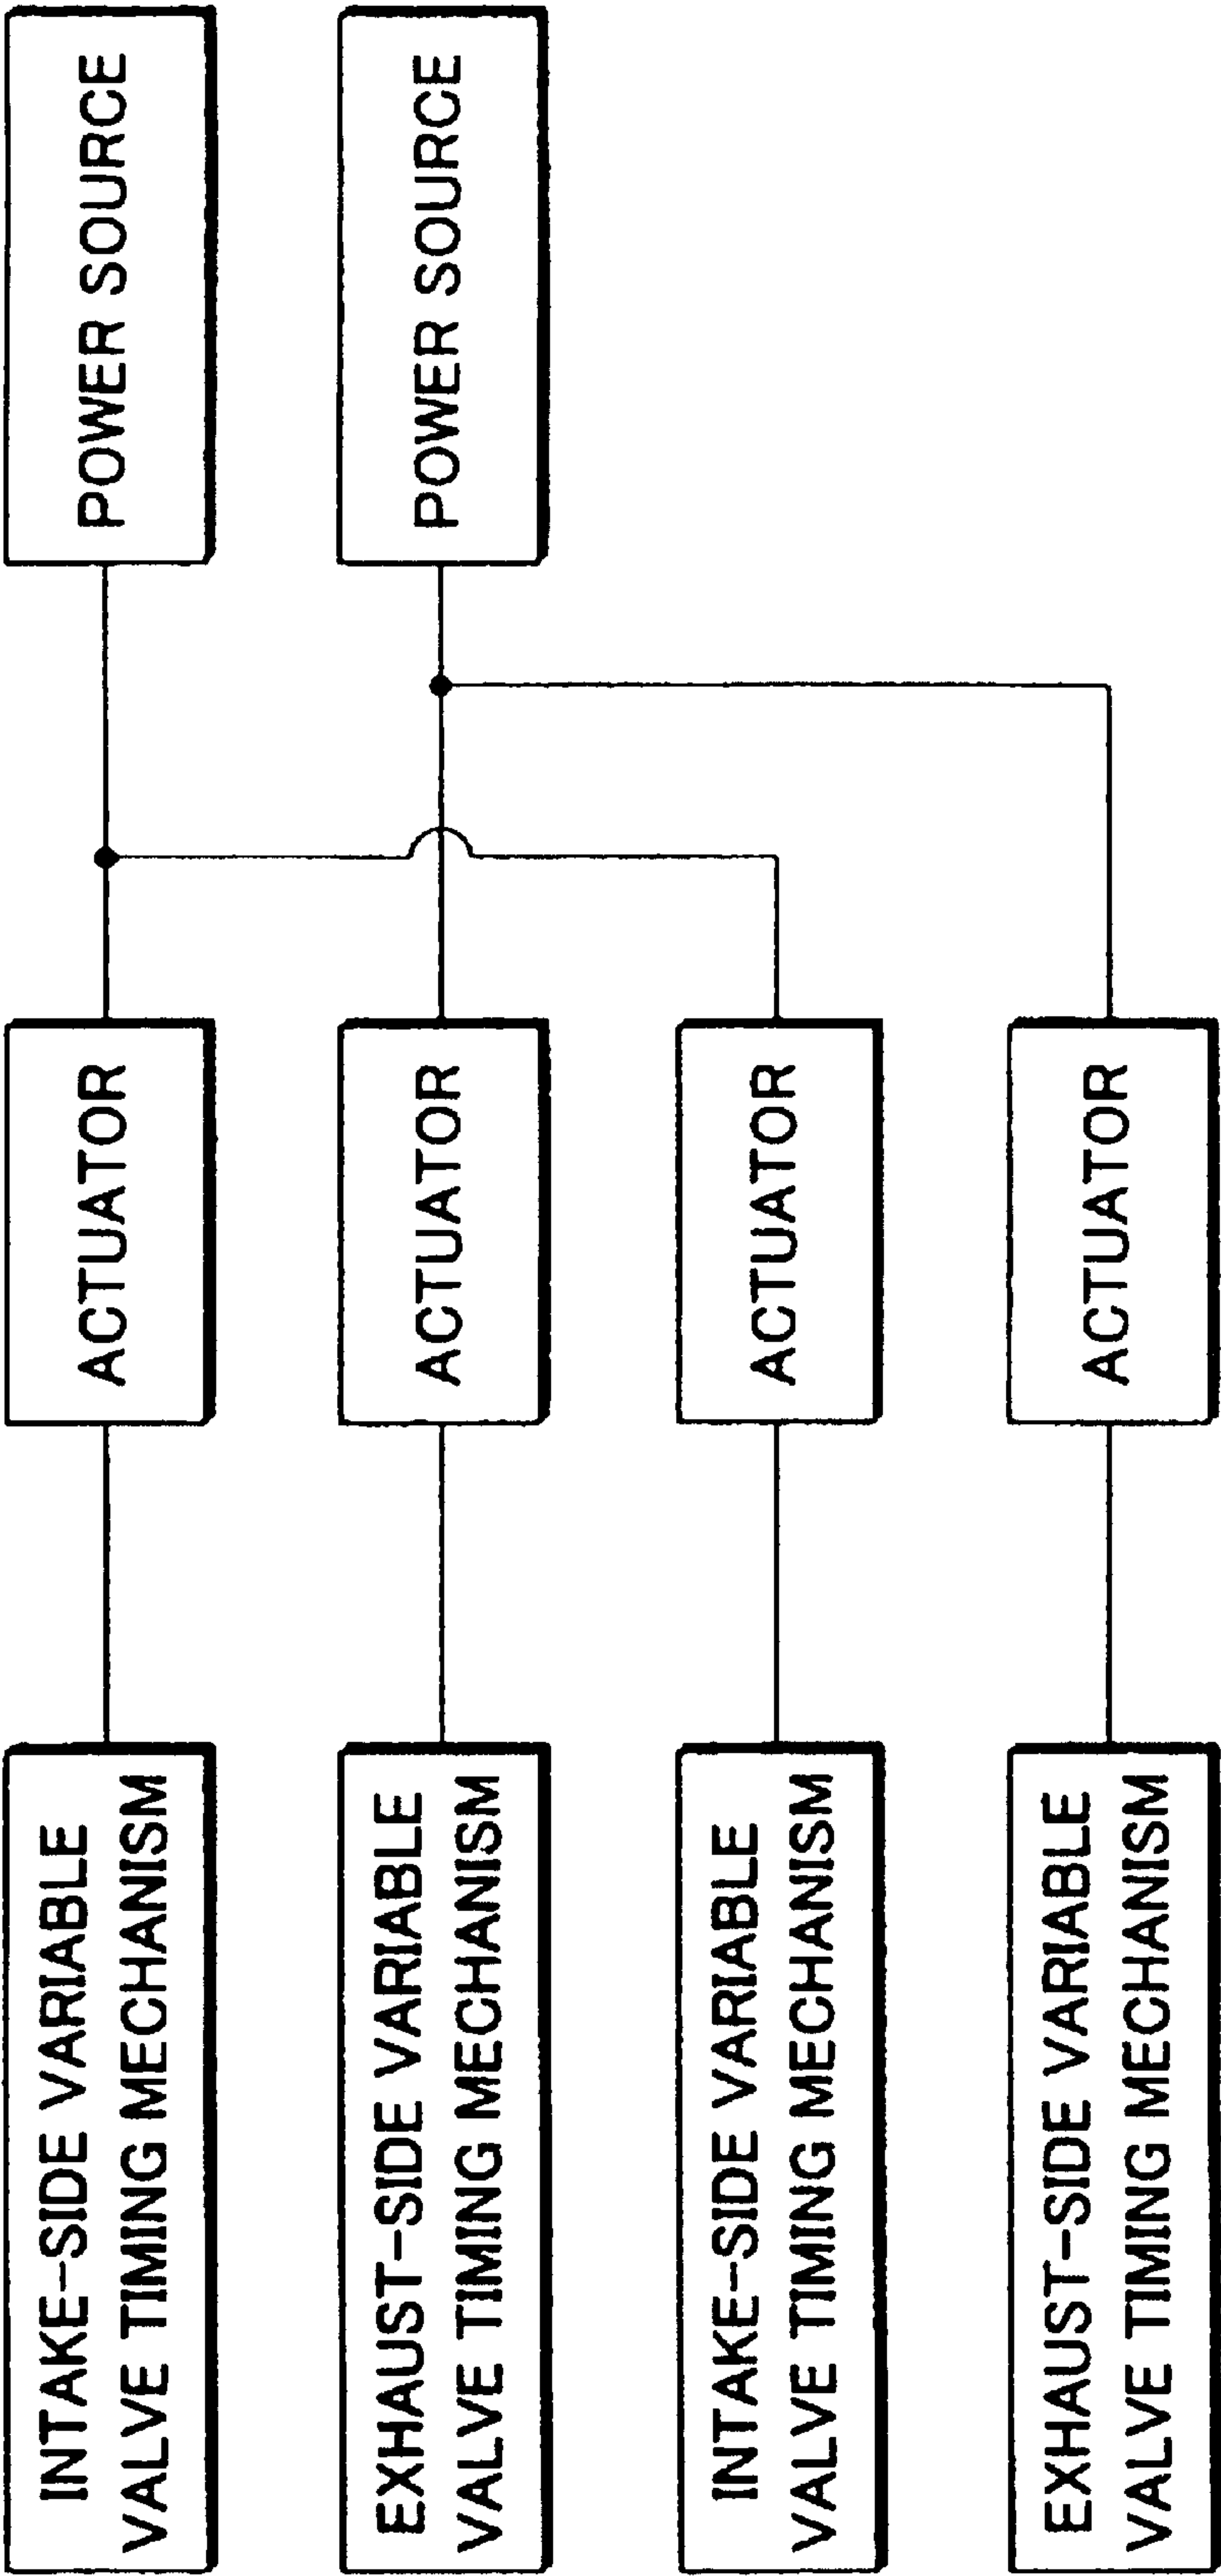 INTAKE-SIDE VARIABLE
VALVE TIMING MECHANISM
ACTUATOR
POWER SOURCE
EXHAUST-SIDE VARIABLE
VALVE TIMING MECHANISM
ACTUATOR
POWER SOURCE
INTAKE-SIDE VARIABLE
VALVE TIMING MECHANISM
ACTUATOR
EXHAUST-SIDE VARIABLE
VALVE TIMING MECHANISM
ACTUATOR